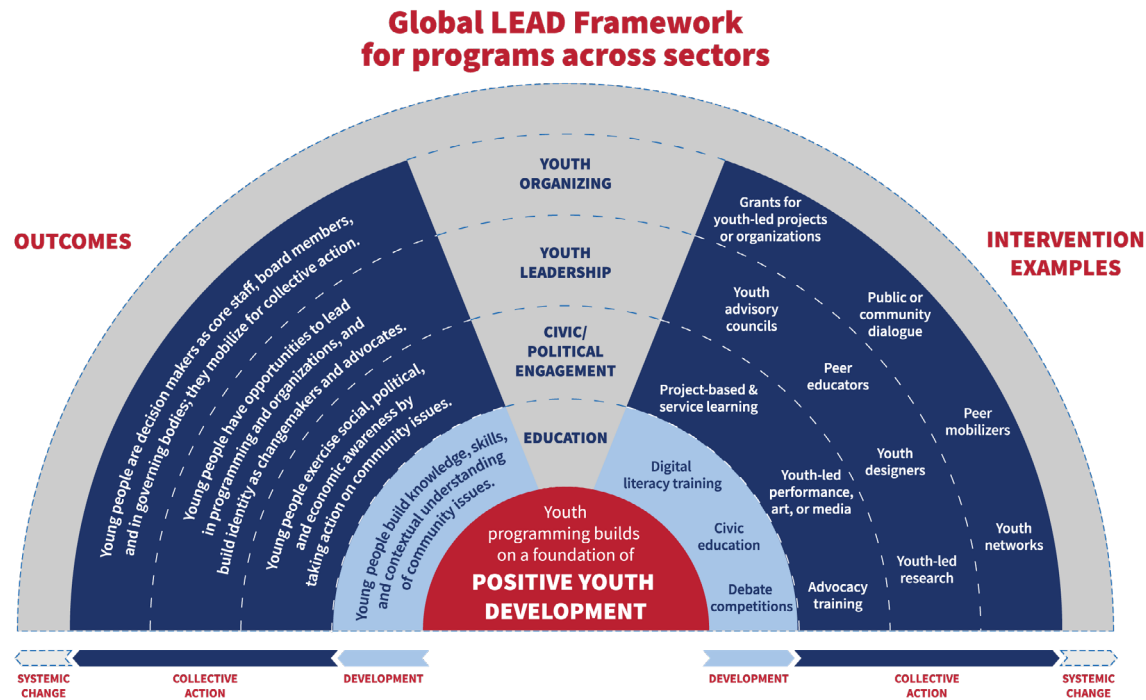 Global LEAD Framework
for programs across sectors
OUTCOMES
INTERVENTION
EXAMPLES
YOUTH
ORGANIZING
YOUTH
LEADERSHIP
CIVIC/
POLITICAL
ENGAGEMENT
EDUCATION
Young people are decision makers as core staff, board members,
and in governing bodies; they mobilize for collective action.
Young people have opportunities to lead
in programming and organizations, and
build identity as changemakers and advocates.
Young people exercise social, political,
and economic awareness by
taking action on community issues.
Young people build knowledge, skills,
and contextual understanding
of community issues.
Grants for
youth-led projects
or organizations
Public or
community
dialogue
Peer
mobilizers
Youth
networks
Youth
advisory
councils
Peer
educators
Youth
designers
Youth-led
research
Project-based &
service learning
Youth-led
performance,
art, or media
Advocacy
training
Digital
literacy training
Civic
education
Debate
competitions
Youth
programming builds
on a foundation of
POSITIVE YOUTH
DEVELOPMENT
SYSTEMIC
CHANGE
COLLECTIVE
ACTION
DEVELOPMENT
DEVELOPMENT
COLLECTIVE
ACTION
SYSTEMIC
CHANGE